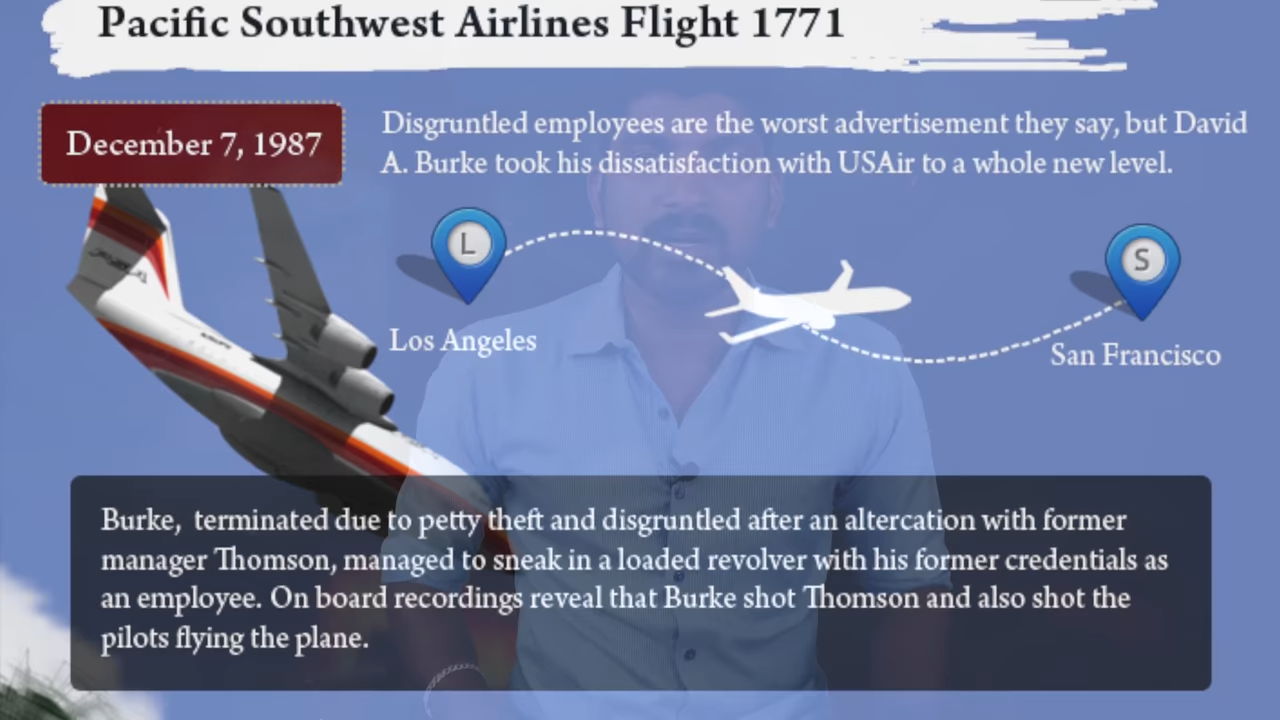 Pacific Southwest Airlines Flight 1771
December 7, 1987
Disgruntled employees are the worst advertisement they say, but David
A. Burke took his dissatisfaction with USAir to a whole new level.
L
S
Los Angeles
San Francisco
Burke,  terminated due to petty theft and disgruntled after an altercation with former
manager Thomson, managed to sneak in a loaded revolver with his former credentials as
an employee. On board recordings reveal that Burke shot Thomson and also shot the
pilots flying the plane.